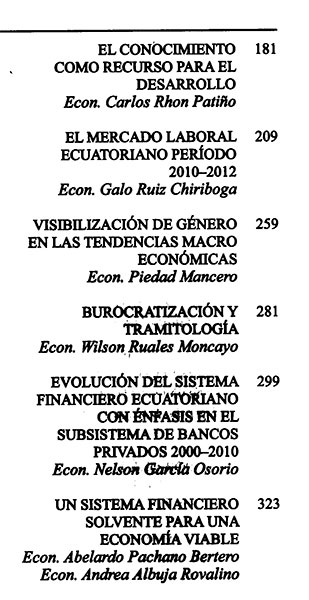 EL CONOCIMIENTO 181
COMO RECURSO PARA EL
DESARROLLO
Econ. Carlos Rhon Patiño
EL MERCADO LABORAL 209
ECUATORIANO PERÍODO
2010–2012
Econ. Galo Ruiz Chiriboga
VISIBILIZACIÓN DE GÉNERO 259
EN LAS TENDENCIAS MACRO
ECONÓMICAS
Econ. Piedad Mancero
BUROCRATIZACIÓN Y 281
TRAMITOLOGÍA
Econ. Wilson Ruales Moncayo
EVOLUCIÓN DEL SISTEMA 299
FINANCIERO ECUATORIANO
CON ÉNFASIS EN EL
SUBSISTEMA DE BANCOS
PRIVADOS 2000–2010
Econ. Nelson García Osorio
UN SISTEMA FINANCIERO 323
SOLVENTE PARA UNA
ECONOMÍA VIABLE
Econ. Abelardo Pachano Bertero
Econ. Andrea Albuja Rovalino